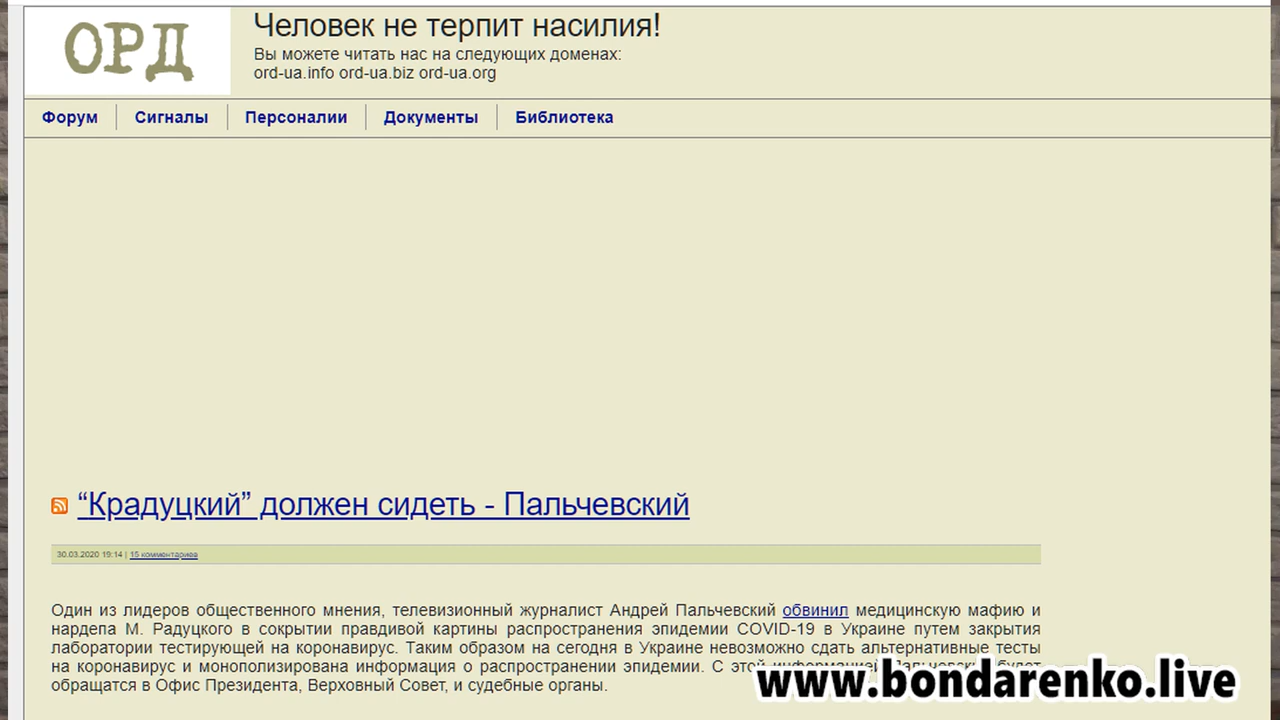 ОРД
Человек не терпит насилия!
Вы можете читать нас на следующих доменах:
ord-ua.info ord-ua.biz ord-ua.org
Форум Сигналы Персоналии Документы Библиотека
“Крадуцкий” должен сидеть - Пальчевский
30.03.2020 19:14 | 15 комментариев
Один из лидеров общественного мнения, телевизионный журналист Андрей Пальчевский обвинил медицинскую мафию и
нардепа М. Радуцкого в сокрытии правдивой картины распространения эпидемии COVID-19 в Украине путем закрытия
лаборатории тестирующей на коронавирус. Таким образом на сегодня в Украине невозможно сдать альтернативные тесты
на коронавирус и монополизирована информация о распространении эпидемии. С этой информацией Пальчевский будет
обращатся в Офис Президента, Верховный Совет, и судебные органы.
www.bondarenko.live